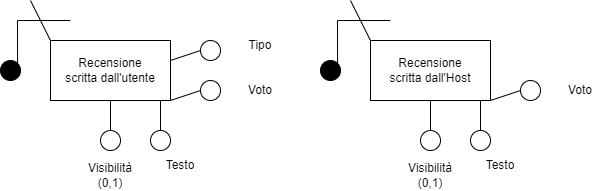 Recensione
scritta dall'utente
Tipo
Voto
Visibilità
(0,1)
Testo
Recensione
scritta dall'Host
Voto
Visibilità
(0,1)
Testo